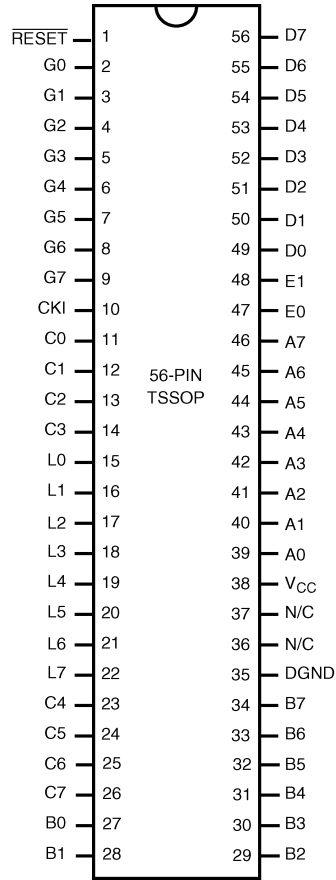 RESET 1 56 D7
G0 2 55 D6
G1 3 54 D5
G2 4 53 D4
G3 5 52 D3
G4 6 51 D2
G5 7 50 D1
G6 8 49 D0
G7 9 48 E1
CKI 10 47 E0
C0 11 46 A7
C1 12 45 A6
56-PIN
C2 13 44 A5
TSSOP
C3 14 43 A4
L0 15 42 A3
L1 16 41 A2
L2 17 40 A1
L3 18 39 A0
L4 19 38 VCC
L5 20 37 N/C
L6 21 36 N/C
L7 22 35 DGND
C4 23 34 B7
C5 24 33 B6
C6 25 32 B5
C7 26 31 B4
B0 27 30 B3
B1 28 29 B2